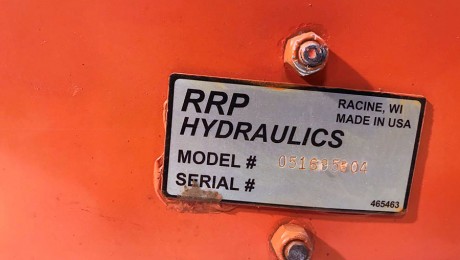 RRP
HYDRAULICS
RACINE, WI
MADE IN USA
MODEL #
SERIAL #
465463